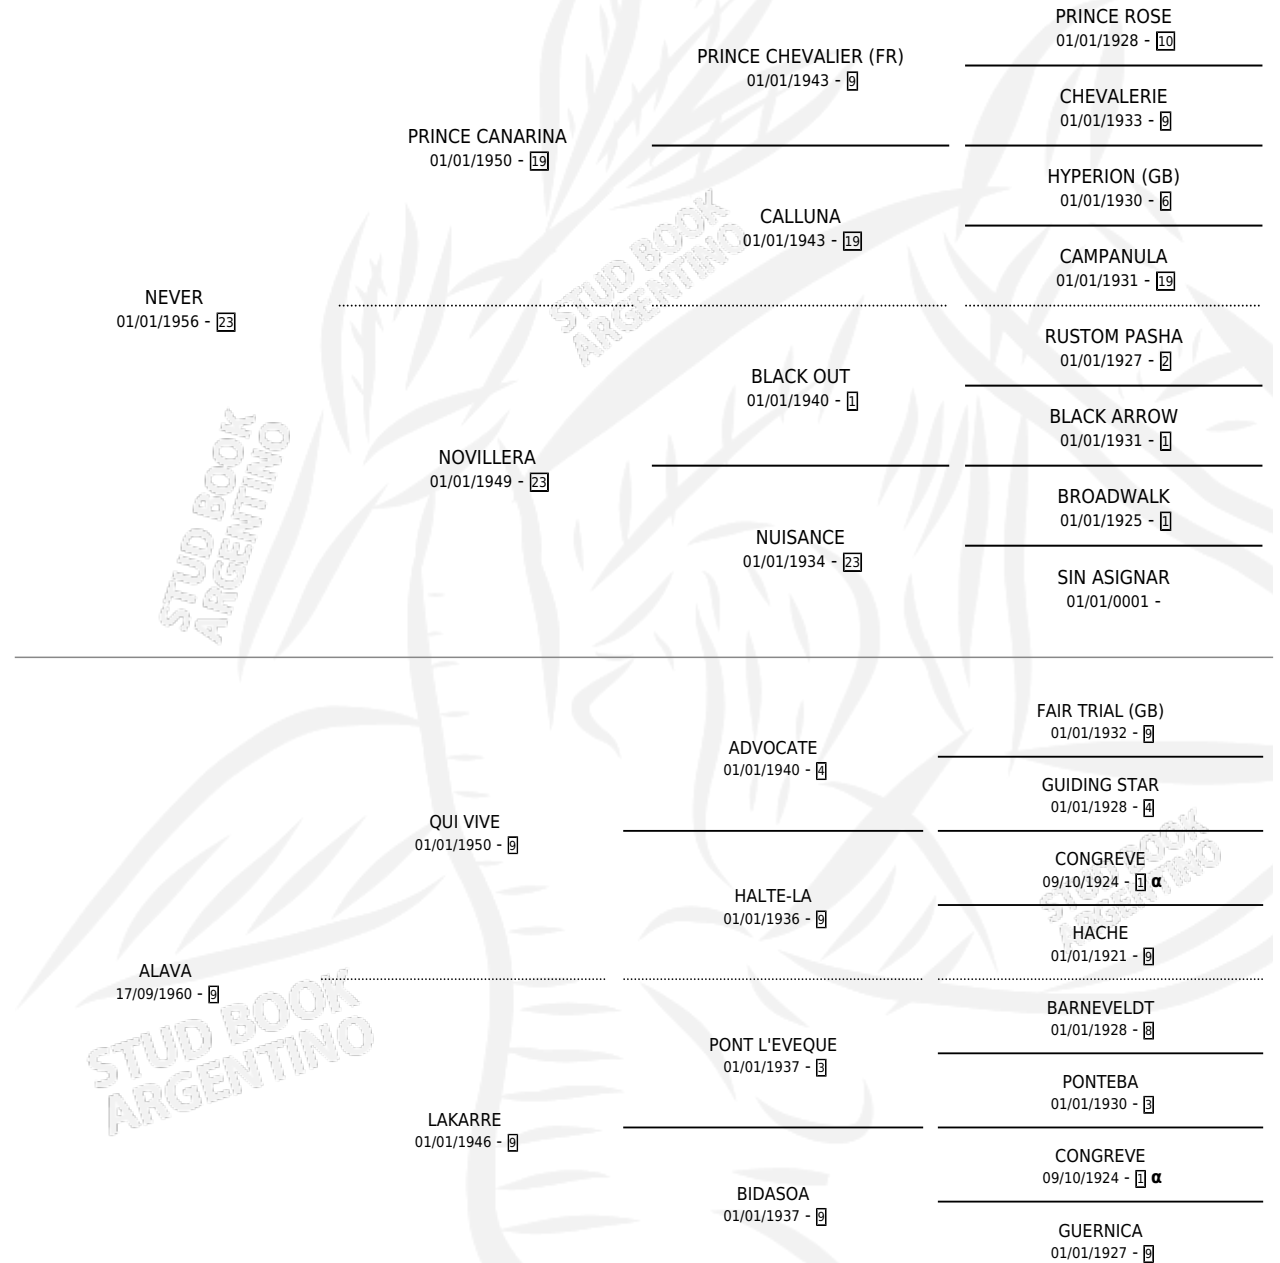 PRINCE ROSE
01/01/1928 - 10
PRINCE CHEVALIER (FR)
01/01/1943 - 9
CHEVALERIE
01/01/1933 - 9
PRINCE CANARINA
01/01/1950 - 19
HYPERION (GB)
01/01/1930 - 6
CALLUNA
01/01/1943 - 19
CAMPANULA
01/01/1931 - 19
NEVER
01/01/1956 - 23
RUSTOM PASHA
01/01/1927 - 2
BLACK OUT
01/01/1940 - 1
BLACK ARROW
01/01/1931 - 1
NOVILLERA
01/01/1949 - 23
BROADWALK
01/01/1925 - 1
NUISANCE
01/01/1934 - 23
SIN ASIGNAR
01/01/0001 -
FAIR TRIAL (GB)
01/01/1932 - 9
ADVOCATE
01/01/1940 - 4
GUIDING STAR
01/01/1928 - 4
QUI VIVE
01/01/1950 - 9
CONGREVE
09/10/1924 - 1 α
HALTE-LA
01/01/1936 - 9
HACHE
01/01/1921 - 9
ALAVA
17/09/1960 - 9
BARNEVELDT
01/01/1928 - 8
PONT L'EVEQUE
01/01/1937 - 3
PONTEBA
01/01/1930 - 3
LAKARRE
01/01/1946 - 9
CONGREVE
09/10/1924 - 1 α
BIDASOA
01/01/1937 - 9
GUERNICA
01/01/1927 - 9
STUD BOOK
ARGENTINO
STUD BOOK
ARGENTINO
STUD BOOK
ARGENTINO
STUD BOOK
ARGENTINO